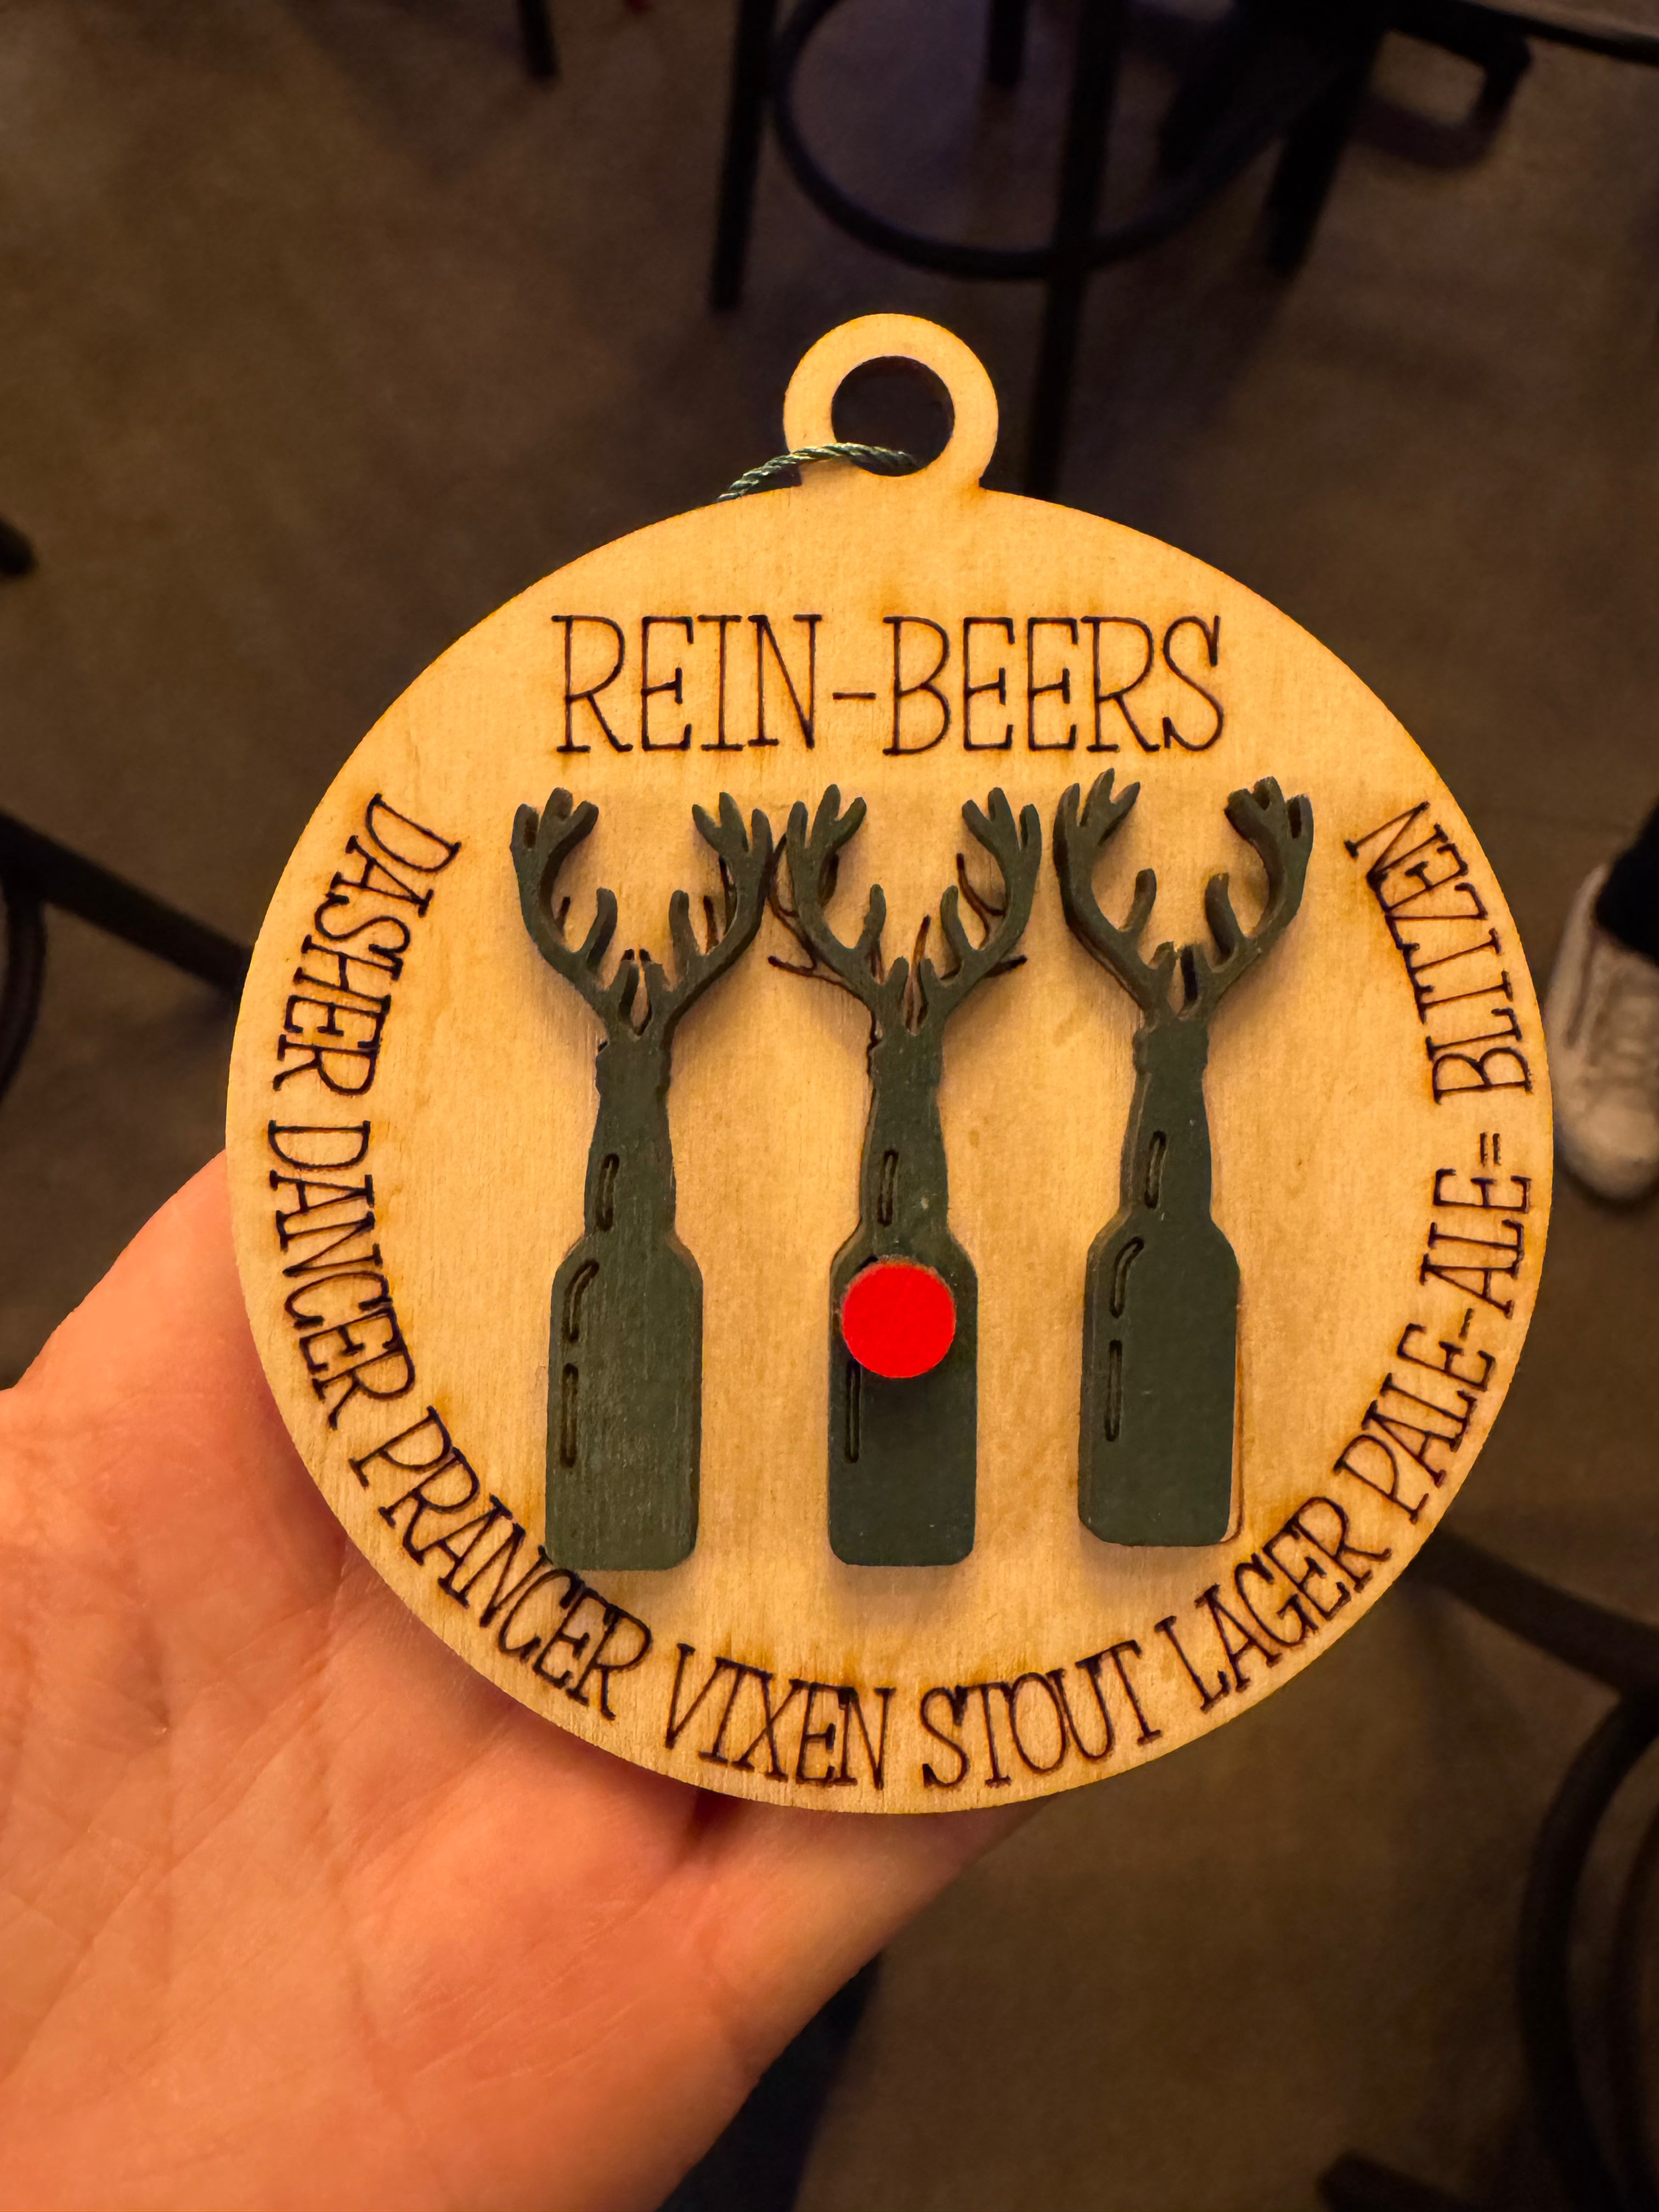 REIN-BEERS
DASHER DANCER PRANCER VIXEN STOUT LAGER PALE-ALE= BLITZEN